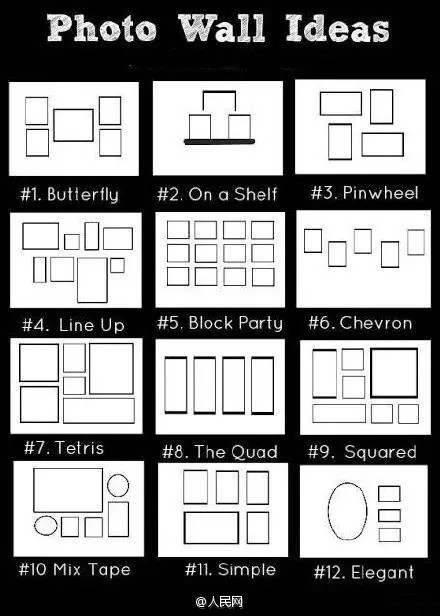 Photo Wall Ideas
#1. Butterfly
#2. On a Shelf
#3. Pinwheel
#4. Line Up
#5. Block Party
#6. Chevron
#7. Tetris
#8. The Quad
#9. Squared
#10 Mix Tape
#11. Simple
#12. Elegant
@人民网